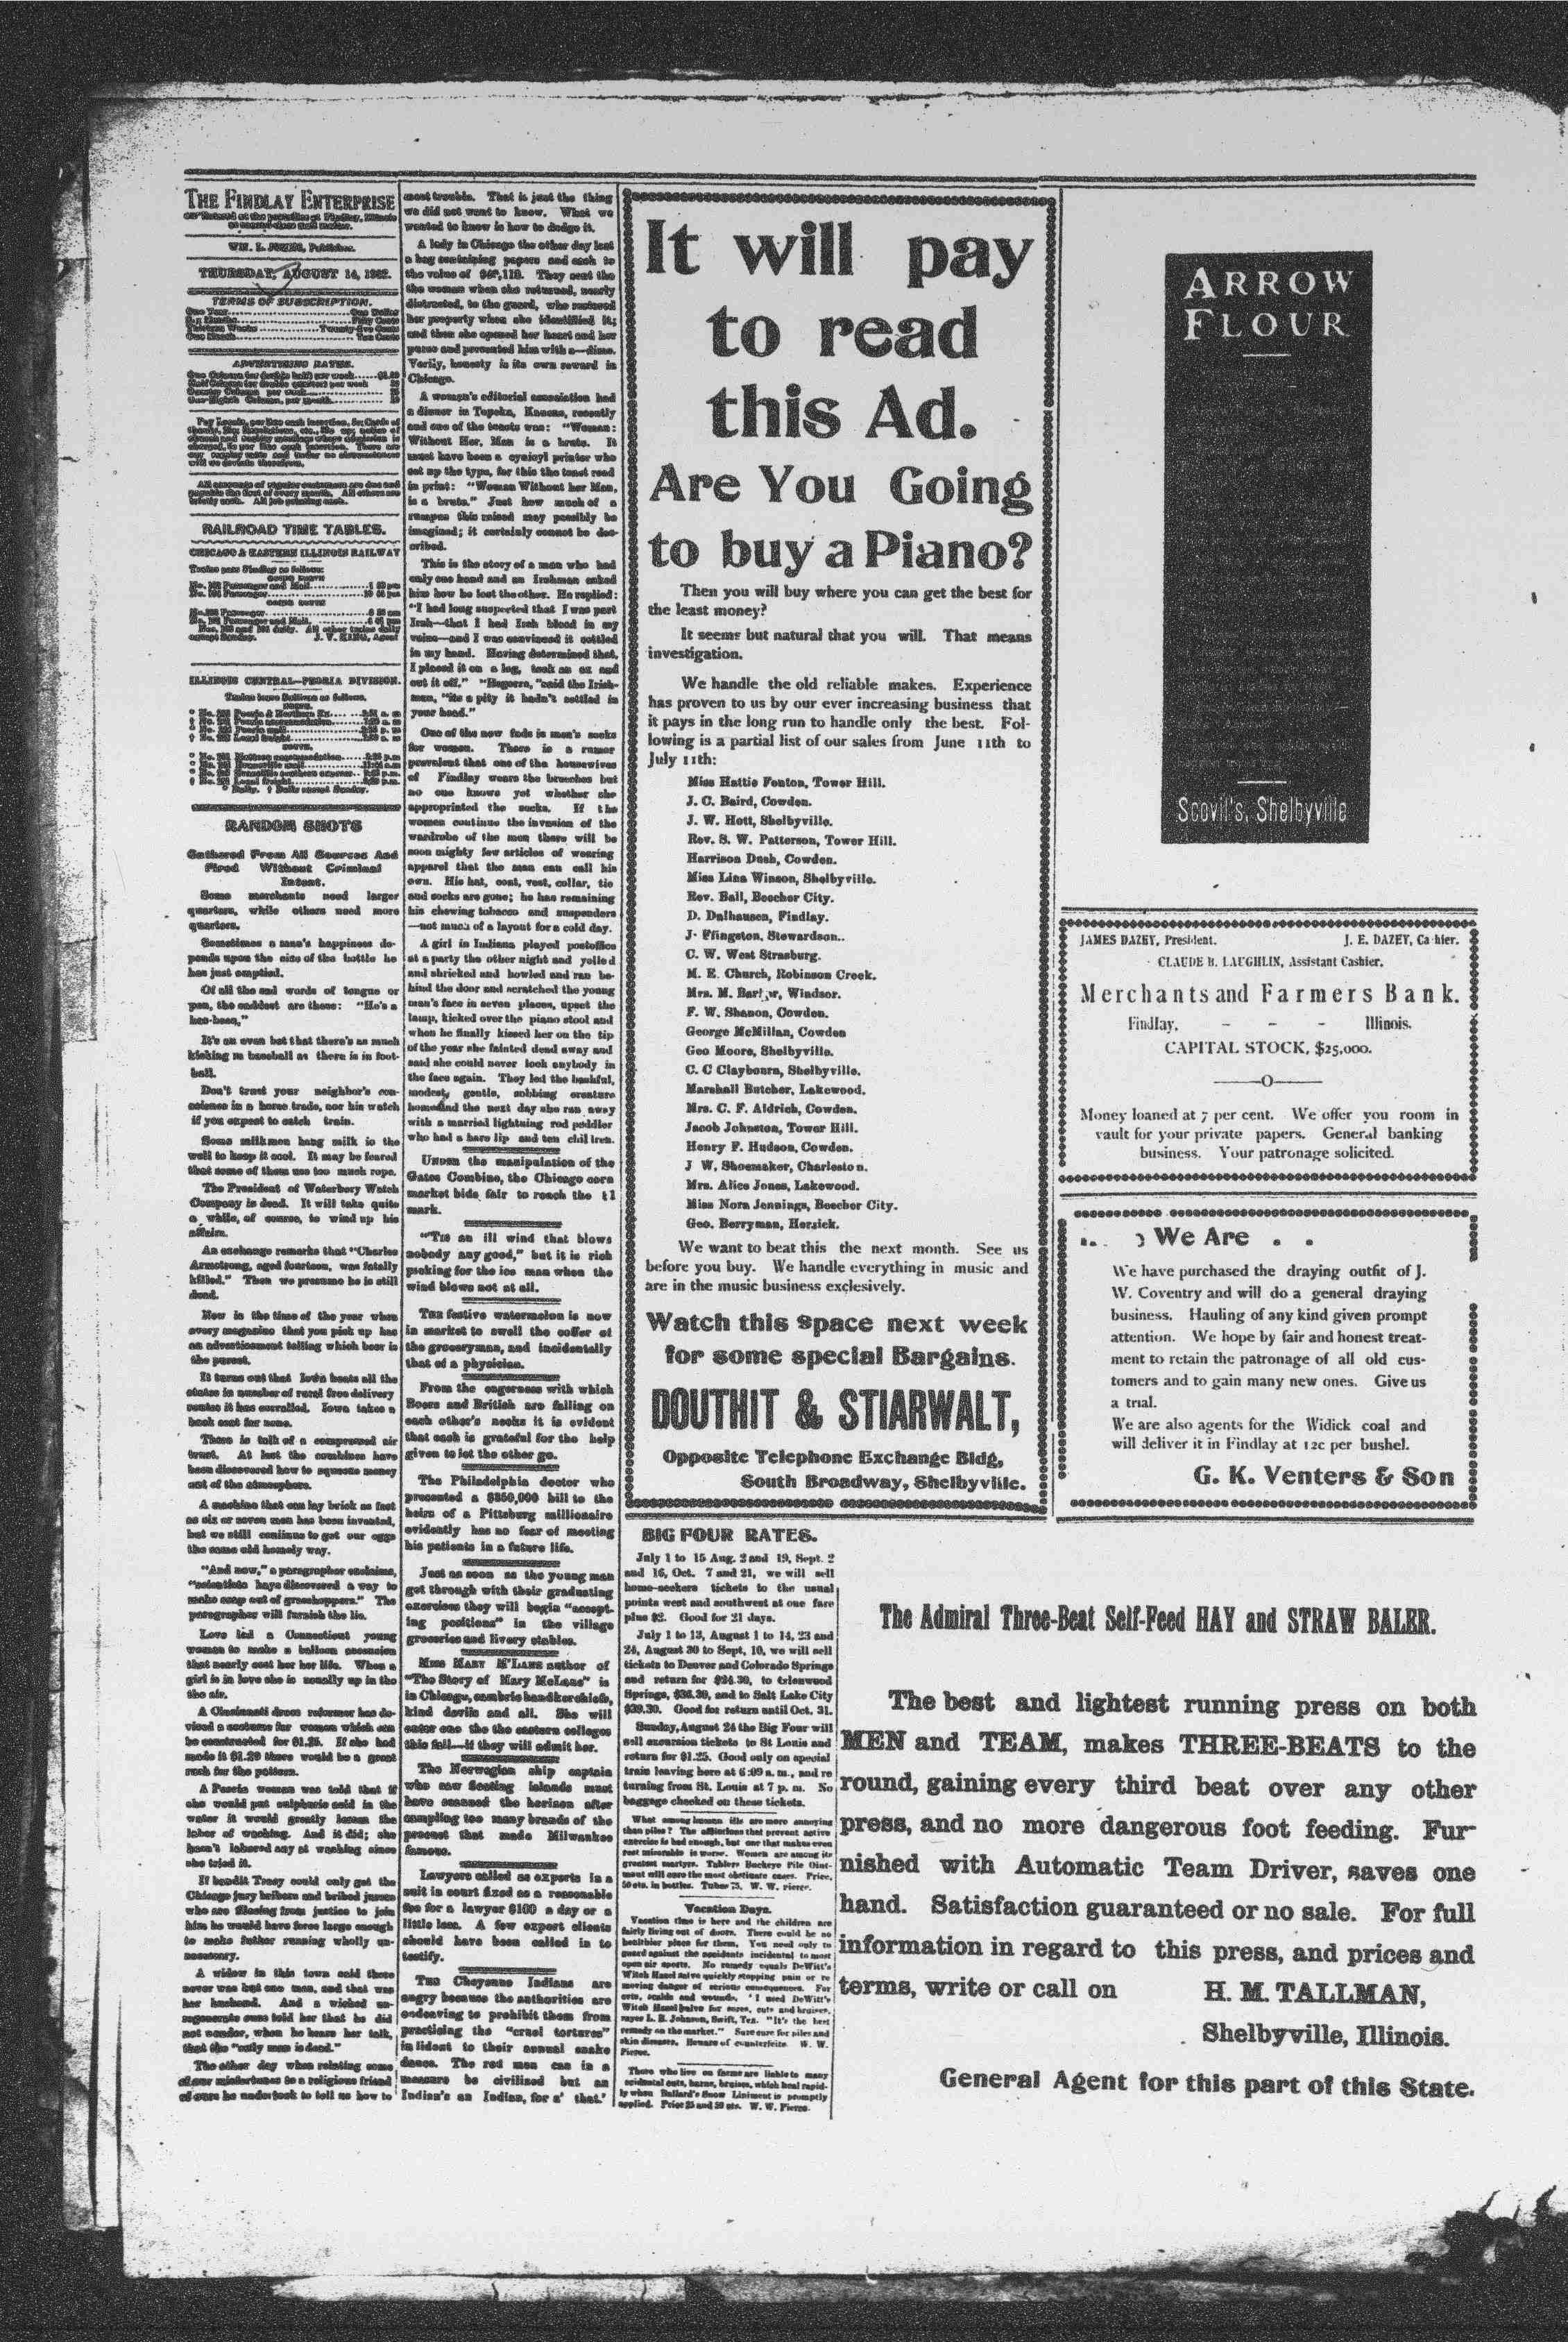 THE FINDLAY ENTERPRISE
WM. L. JONES, Publisher.
THURSDAY, AUGUST 14, 1902.
TERMS OF SUBSCRIPTION.
One Year One Dollar
Six Months Fifty Cents
Thirteen Weeks Twenty-five Cents
One Month Ten Cents
ADVERTISING RATES.
RAILROAD TIME TABLES.
CHICAGO & EASTERN ILLINOIS RAILWAY
Trains pass Findlay as follows:
J. V. KING, Agent
ILLINOIS CENTRAL—PEORIA DIVISION.
RANDOM SHOTS
Gathered From All Sources And
Fired Without Criminal
Intent.
Some merchants need larger
quarters, while others need more
quarters.
Sometimes a man's happiness de-
pends upon the size of the bottle he
has just emptied.
Of all the sad words of tongue or
pen, the saddest are these: "He's a
has-been,"
It's an even bet that there's as much
kicking in baseball as there is in foot-
ball.
Don't trust your neighbor's con-
science in a horse trade, nor his watch
if you expect to catch train.
Some milkmen hang milk in the
well to keep it cool. It may be feared
that some of them use too much rope.
The President of Waterbury Watch
Company is dead. It will take quite
a while, of course, to wind up his
affairs.
An exchange remarks that "Charles
Armstrong, aged fourteen, was fatally
killed." Then we presume he is still
dead.
Now is the time of the year when
every magazine that you pick up has
an advertisement telling which beer is
the purest.
It turns out that Iowa beats all the
states in number of rural free delivery
routes it has enrolled. Iowa takes a
back seat for none.
There is talk of a compressed air
trust. At last the combines have
been discovered how to squeeze money
out of the atmosphere.
A machine that can lay brick as fast
as six or seven men has been invented,
but we still continue to get our eggs
the same old homely way.
"And now," a paragrapher exclaims,
"scientists have discovered a way to
make soap out of grasshoppers." The
paragrapher will furnish the lie.
Love led a Connecticut young
woman to make a balloon ascension
that nearly cost her her life. When a
girl is in love she is usually up in the
the air.
A Cincinnati dress reformer has de-
vised a costume for women which can
be constructed for $1.25. If she had
made it $1.29 there would be a great
rush for the pattern.
A Peoria woman was told that if
she would put sulphuric acid in the
water it would greatly lessen the
labor of washing. And it did; she
hasn't labored any at washing since
she tried it.
If bandit Tracy could only get the
Chicago jury bribers and bribed jurors
who are fleeing from justice to join
him he would have force large enough
to make futher running wholly un-
necessary.
A widow in this town said there
never was but one man, and that was
her husband. And a wicked un-
regenerate cuss told her that he did
not wonder, when he hears her talk,
that the "only man is dead."
The other day when relating some
of our misfortunes to a religious friend
of ours he undertook to tell us how to
meet trouble. That is just the thing
we did not want to know. What we
wanted to know is how to dodge it.
A lady in Chicago the other day lost
a bag containing papers and cash to
the value of They sent the
the woman when she returned, nearly
distracted, to the guard, who restored
her property when she identified it;
and then she opened her heart and her
purse and presented him with a—dime.
Verily, honesty is its own reward in
Chicago.
A woman's editorial association had
a dinner in Topeka, Kansas, recently
and one of the toasts was: "Woman:
Without Her, Man is a brute. It
must have been a cynicyl printer who
set up the type, for this the toast read
in print: "Woman Without her Man,
is a brute." Just how much of a
rumpus this raised may possibly be
imagined; it certainly cannot be des-
cribed.
This is the story of a man who had
only one hand and an Irishman asked
him how he lost the other. He replied:
"I had long suspected that I was part
Irsh—that I had Irsh blood in my
veins—and I was convinced it settled
in my hand. Having determined that,
I placed it on a log, took an ax and
cut it off." "Begorra, "said the Irish-
man, "its a pity it hadn't settled in
your head."
One of the new fads is men's socks
for women. There is a rumor
prevalent that one of the housewives
of Findlay wears the breeches but
no one knows yet whether she
appropriated the socks. If the
women continue the invasion of the
wardrobe of the men there will be
soon mighty few articles of wearing
apparel that the man can call his
own. His hat, coat, vest, collar, tie
and socks are gone; he has remaining
his chewing tobacco and suspenders
—not much of a layout for a cold day.
A girl in Indiana played postoffice
at a party the other night and yelled
and shrieked and howled and ran be-
hind the door and scratched the young
man's face in seven places, upset the
lamp, kicked over the piano stool and
when he finally kissed her on the tip
of the year she fainted dead away and
said she could never look anybody in
the face again. They led the bashful,
modest, gentle, sobbing creature
home and the next day she ran away
with a married lightning rod peddler
who had a hare lip and ten chil iren.
UNDER the manipulation of the
Gates Combine, the Chicago corn
market bids fair to reach the $1
mark.
"'TIS an ill wind that blows
nobody any good," but it is rich
picking for the ice man when the
wind blows not at all.
THE festive watermelon is now
in market to swell the coffer of
the groceryman, and incidentally
that of a physician.
From the eagerness with which
Boers and British are falling on
each other's necks it is evident
that each is grateful for the help
given to let the other go.
The Philadelphia doctor who
presented a $350,000 bill to the
heirs of a Pittsburg millionaire
evidently has no fear of meeting
his patients in a future life.
Just as soon as the young man
get through with their graduating
exercises they will begin "accept-
ing positions" in the village
groceries and livery stables.
MISS MARY M'LANE author of
"The Story of Mary McLane" is
in Chicago, cambric handkerchiefs,
kind devils and all. She will
enter one the the eastern colleges
this fall—if they will admit her.
The Norwegian ship captain
who saw floating islands must
have scanned the horizon after
sampling too many brands of the
procust that made Milwaukee
famous.
Lawyers called as experts in a
suit in court fixed as a reasonable
fee for a lawyer $100 a day or a
little less. A few expert clients
should have been called in to
testify.
THE Cheyenne Indians are
angry because the authorities are
endeaving to prohibit them from
practicing the "cruel tortures"
in lident to their annual snake
dance. The red men can in a
measure be civilized but an
Indian's an Indian, for a' that.'
It will pay
to read
this Ad.
Are You Going
to buy a Piano?
Then you will buy where you can get the best for
the least money?
It seems but natural that you will. That means
investigation.
We handle the old reliable makes. Experience
has proven to us by our ever increasing business that
it pays in the long run to handle only the best. Fol-
lowing is a partial list of our sales from June 11th to
July 11th:
Miss Hattie Fenton, Tower Hill.
J. C. Baird, Cowden.
J. W. Hott, Shelbyville.
Rev. S. W. Patterson, Tower Hill.
Harrison Dush, Cowden.
Miss Lina Winson, Shelbyville.
Rev. Ball, Beecher City.
D. Dalhausen, Findlay.
J. Ffingston, Stewardson..
C. W. West Strasburg.
M. E. Church, Robinson Creek.
Mrs. M. Windsor.
F. W. Shanon, Cowden.
George McMillan, Cowden
Geo Moore, Shelbyville.
C. C Claybourn, Shelbyville.
Marshall Butcher, Lakewood.
Mrs. C. F. Aldrich, Cowden.
Jacob Johnston, Tower Hill.
Henry F. Hudson, Cowden.
J W. Shoemaker, Charleston.
Mrs. Alice Jones, Lakewood.
Miss Nora Jennings, Beecher City.
Geo. Berryman, Hersick.
We want to beat this the next month. See us
before you buy. We handle everything in music and
are in the music business exclesively.
Watch this space next week
for some special Bargains.
DOUTHIT & STIARWALT,
Opposite Telephone Exchange Bldg,
South Broadway, Shelbyville.
BIG FOUR RATES.
July 1 to 15 Aug. 2 and 19, Sept. 2
and 16, Oct. 7 and 21, we will sell
home-seekers tickets to the usual
points west and southwest at one fare
plus $2. Good for 21 days.
July 1 to 13, August 1 to 14, 23 and
24, August 30 to Sept, 10, we will sell
tickets to Denver and Colorado Springs
and return for $24.30, to Glenwood
Springs, $36.30, and to Salt Lake City
$39.30. Good for return until Oct. 31.
Sunday, August 24 the Big Four will
sell excursion tickets to St Louis and
return for $1.25. Good only on special
train leaving here at 6:09 a. m., and re
turning from St. Louis at 7 p. m. No
baggage checked on these tickets.
What among human ills are more annoying
than piles? The afflictions that prevent active
exercise is bad enough, but one that makes even
rest miserable is worse. Women are among its
greatest martyrs. Tablers Buckeye Pile Oint-
ment will cure the most obstinate cases. Price,
50 cts. in bottles. Tubes 75. W. W. Pierce.
Vacation Days.
Vacation time is here and the children are
fairly living out of doors. There could be no
healthier place for them. You need only to
guard against the accidents incidental to most
open air sports. No remedy equals DeWitt's
Witch Hazel Salve quickly stopping pain or re
moving danger of serious consequences. For
cuts, scalds and wounds. 'I used DeWitt's
Witch Hazel Salve for sores, cuts and bruises,
sayes L. B. Johnson, Swift, Tex. "It's the best
remedy on the market." Sure cure for piles and
skin diseases. Beware of counterfeits. W. W.
Pierce.
Those who live on farms are liable to many
accidental cuts, burns, bruises, which heal rapid-
ly when Ballard's Snow Liniment is promptly
applied. Price 25 and 50 cts. W. W. Pierce.
ARROW
FLOUR
Scovil's, Shelbyville
JAMES DAZEY, President. J. E. DAZEY, Ca hier.
CLAUDE B. LAUGHLIN, Assistant Cashier.
Merchants and Farmers Bank.
Findlay, - - - Illinois.
CAPITAL STOCK, $25,000.
—O—
Money loaned at 7 per cent. We offer you room in
vault for your private papers. General banking
business. Your patronage solicited.
We Are . .
We have purchased the draying outfit of J.
W. Coventry and will do a general draying
business. Hauling of any kind given prompt
attention. We hope by fair and honest treat-
ment to retain the patronage of all old cus-
tomers and to gain many new ones. Give us
a trial.
We are also agents for the Widick coal and
will deliver it in Findlay at 12c per bushel.
G. K. Venters & Son
The Admiral Three-Beat Self-Feed HAY and STRAW BALER.
The best and lightest running press on both
MEN and TEAM, makes THREE-BEATS to the
round, gaining every third beat over any other
press, and no more dangerous foot feeding. Fur-
nished with Automatic Team Driver, saves one
hand. Satisfaction guaranteed or no sale. For full
information in regard to this press, and prices and
terms, write or call on H. M. TALLMAN,
Shelbyville, Illinois.
General Agent for this part of this State.